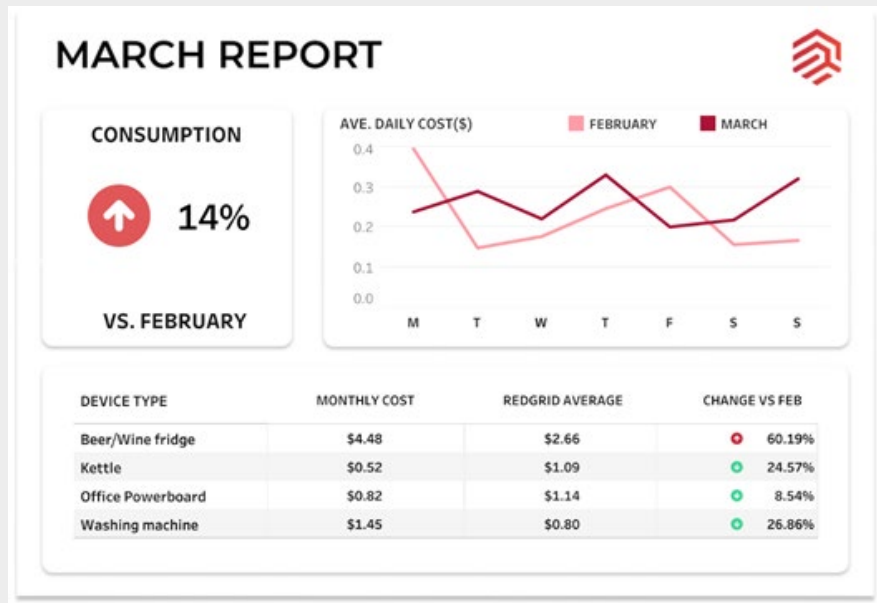 MARCH REPORT
CONSUMPTION
14%
VS. FEBRUARY
AVE. DAILY COST($)
FEBRUARY
MARCH
0.4
0.3
0.2
0.1
0.0
M T W T F S S
DEVICE TYPE MONTHLY COST REDGRID AVERAGE CHANGE VS FEB
Beer/Wine fridge $4.48 $2.66 60.19%
Kettle $0.52 $1.09 24.57%
Office Powerboard $0.82 $1.14 8.54%
Washing machine $1.45 $0.80 26.86%